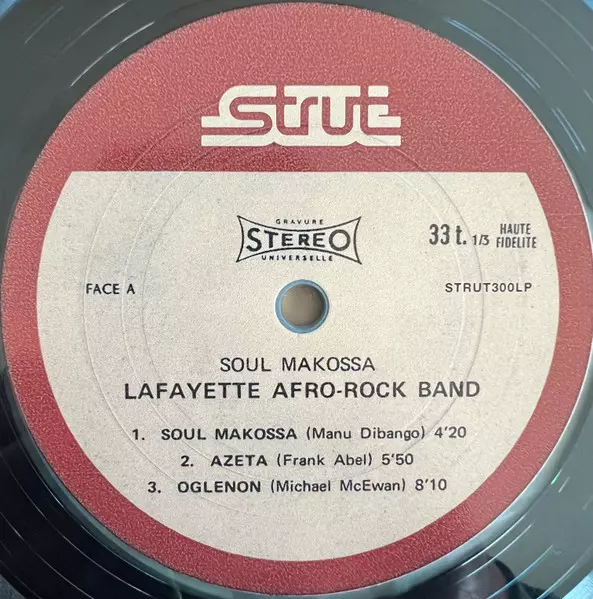 STRUT
GRAVURE
STEREO
UNIVERSELLE
33 t. 1/3 HAUTE FIDELITE
FACE A
STRUT300LP
SOUL MAKOSSA
LAFAYETTE AFRO-ROCK BAND
1. SOUL MAKOSSA (Manu Dibango) 4'20
2. AZETA (Frank Abel) 5'50
3. OGLENON (Michael McEwan) 8'10